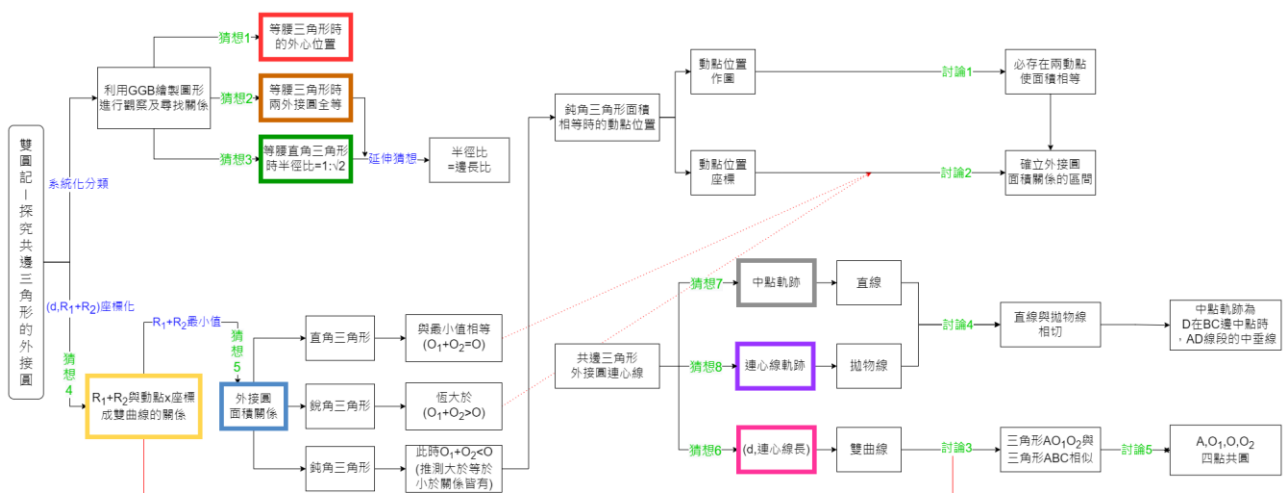 雙圓記－探究共邊三角形的外接圓
系統化分類
(d,R₁+R₂)座標化
猜想4
利用GGB繪製圖形
進行觀察及尋找關係
猜想1
等腰三角形時
的外心位置
猜想2
等腰三角形時
兩外接圓全等
猜想3
等腰直角三角形
時半徑比=1:√2
延伸猜想
半徑比
=邊長比
R₁+R₂與動點x座標
成雙曲線的關係
R₁+R₂最小值
猜想5
外接圓
面積關係
直角三角形
與最小值相等
(O₁+O₂=O)
銳角三角形
恆大於
(O₁+O₂>O)
鈍角三角形
此時O₁+O₂<O
(推測大於等於
小於關係皆有)
鈍角三角形面積
相等時的動點位置
動點位置
作圖
討論1
必存在兩動點
使面積相等
動點位置
座標
討論2
確立外接圓
面積關係的區間
共邊三角形
外接圓連心線
猜想7
中點軌跡
直線
猜想8
連心線軌跡
拋物線
討論4
直線與拋物線
相切
中點軌跡為
D在BC邊中點時
，AD線段的中垂線
猜想6
(d,連心線長)
雙曲線
討論3
三角形AO₁O₂與
三角形ABC相似
討論5
A,O₁,O,O₂
四點共圓